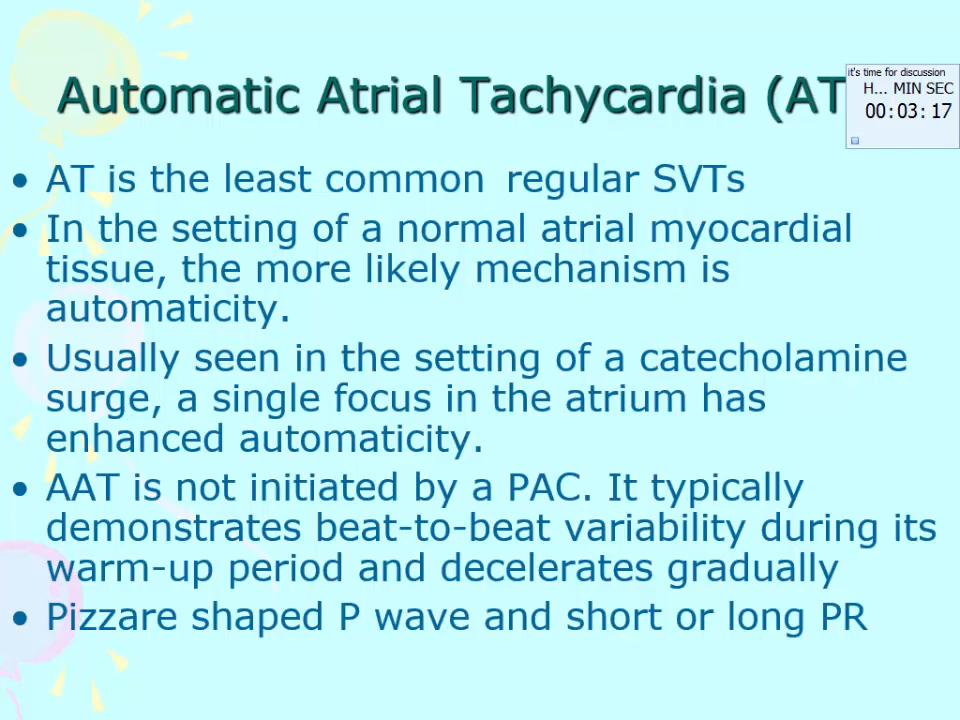 Automatic Atrial Tachycardia (AT
it's time for discussion
H... MIN SEC
00:03:17
• AT is the least common regular SVTs
• In the setting of a normal atrial myocardial
tissue, the more likely mechanism is
automaticity.
• Usually seen in the setting of a catecholamine
surge, a single focus in the atrium has
enhanced automaticity.
• AAT is not initiated by a PAC. It typically
demonstrates beat-to-beat variability during its
warm-up period and decelerates gradually
• Pizzare shaped P wave and short or long PR